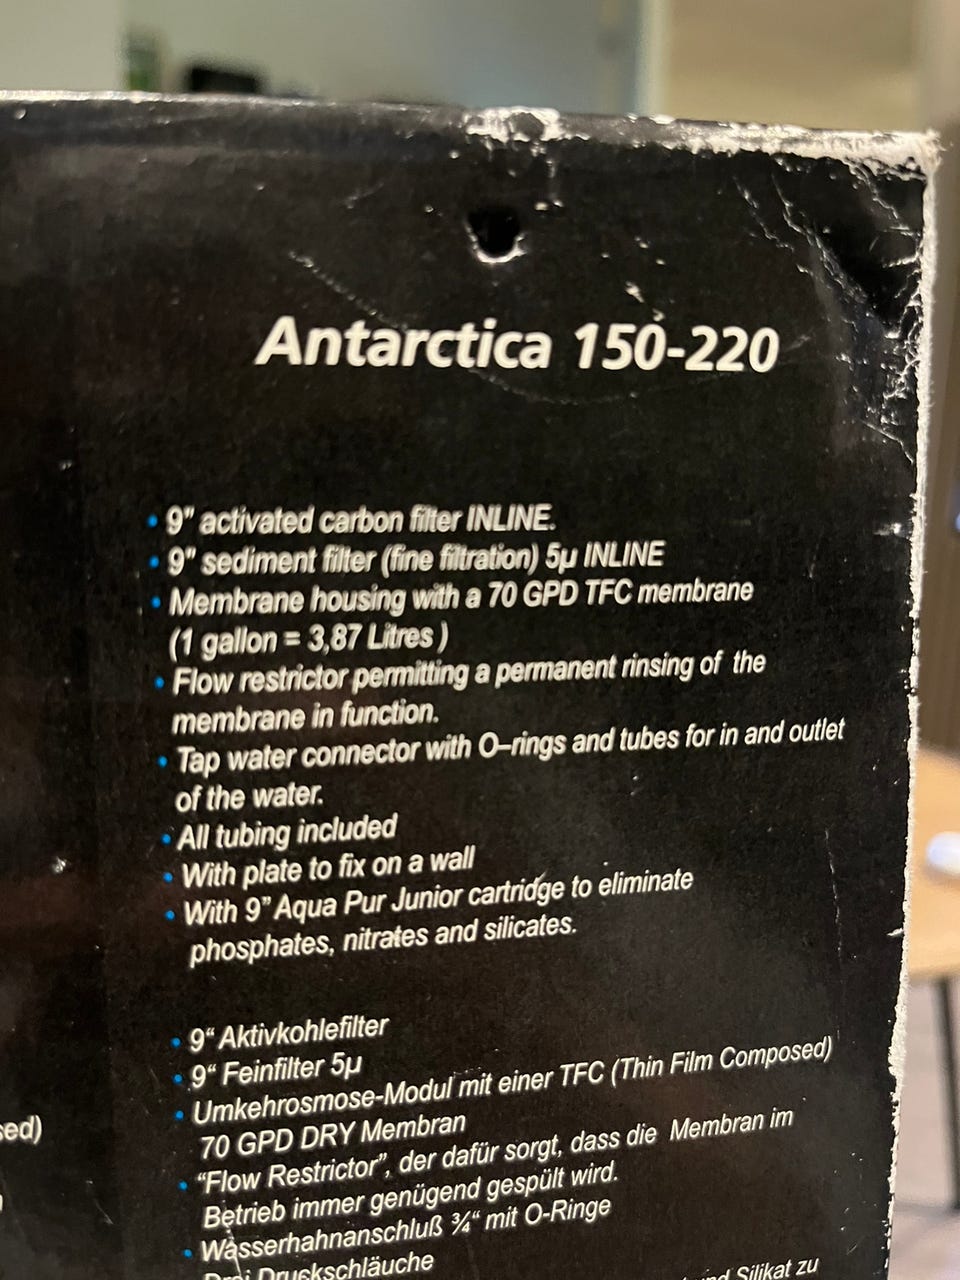 Antarctica 150-220
• 9" activated carbon filter INLINE.
• 9" sediment filter (fine filtration) 5µ INLINE
• Membrane housing with a 70 GPD TFC membrane
(1 gallon = 3,87 Litres )
• Flow restrictor permitting a permanent rinsing of the
membrane in function.
• Tap water connector with O–rings and tubes for in and outlet
of the water.
• All tubing included
• With plate to fix on a wall
• With 9” Aqua Pur Junior cartridge to eliminate
phosphates, nitrates and silicates.
• 9“ Aktivkohlefilter
• 9“ Feinfilter 5µ
• Umkehrosmose-Modul mit einer TFC (Thin Film Composed)
70 GPD DRY Membran
• “Flow Restrictor”, der dafür sorgt, dass die Membran im
Betrieb immer genügend gespült wird.
• Wasserhahnanschluß ¾“ mit O-Ringe
Drei Druckschläuche
und Silikat zu
sed)